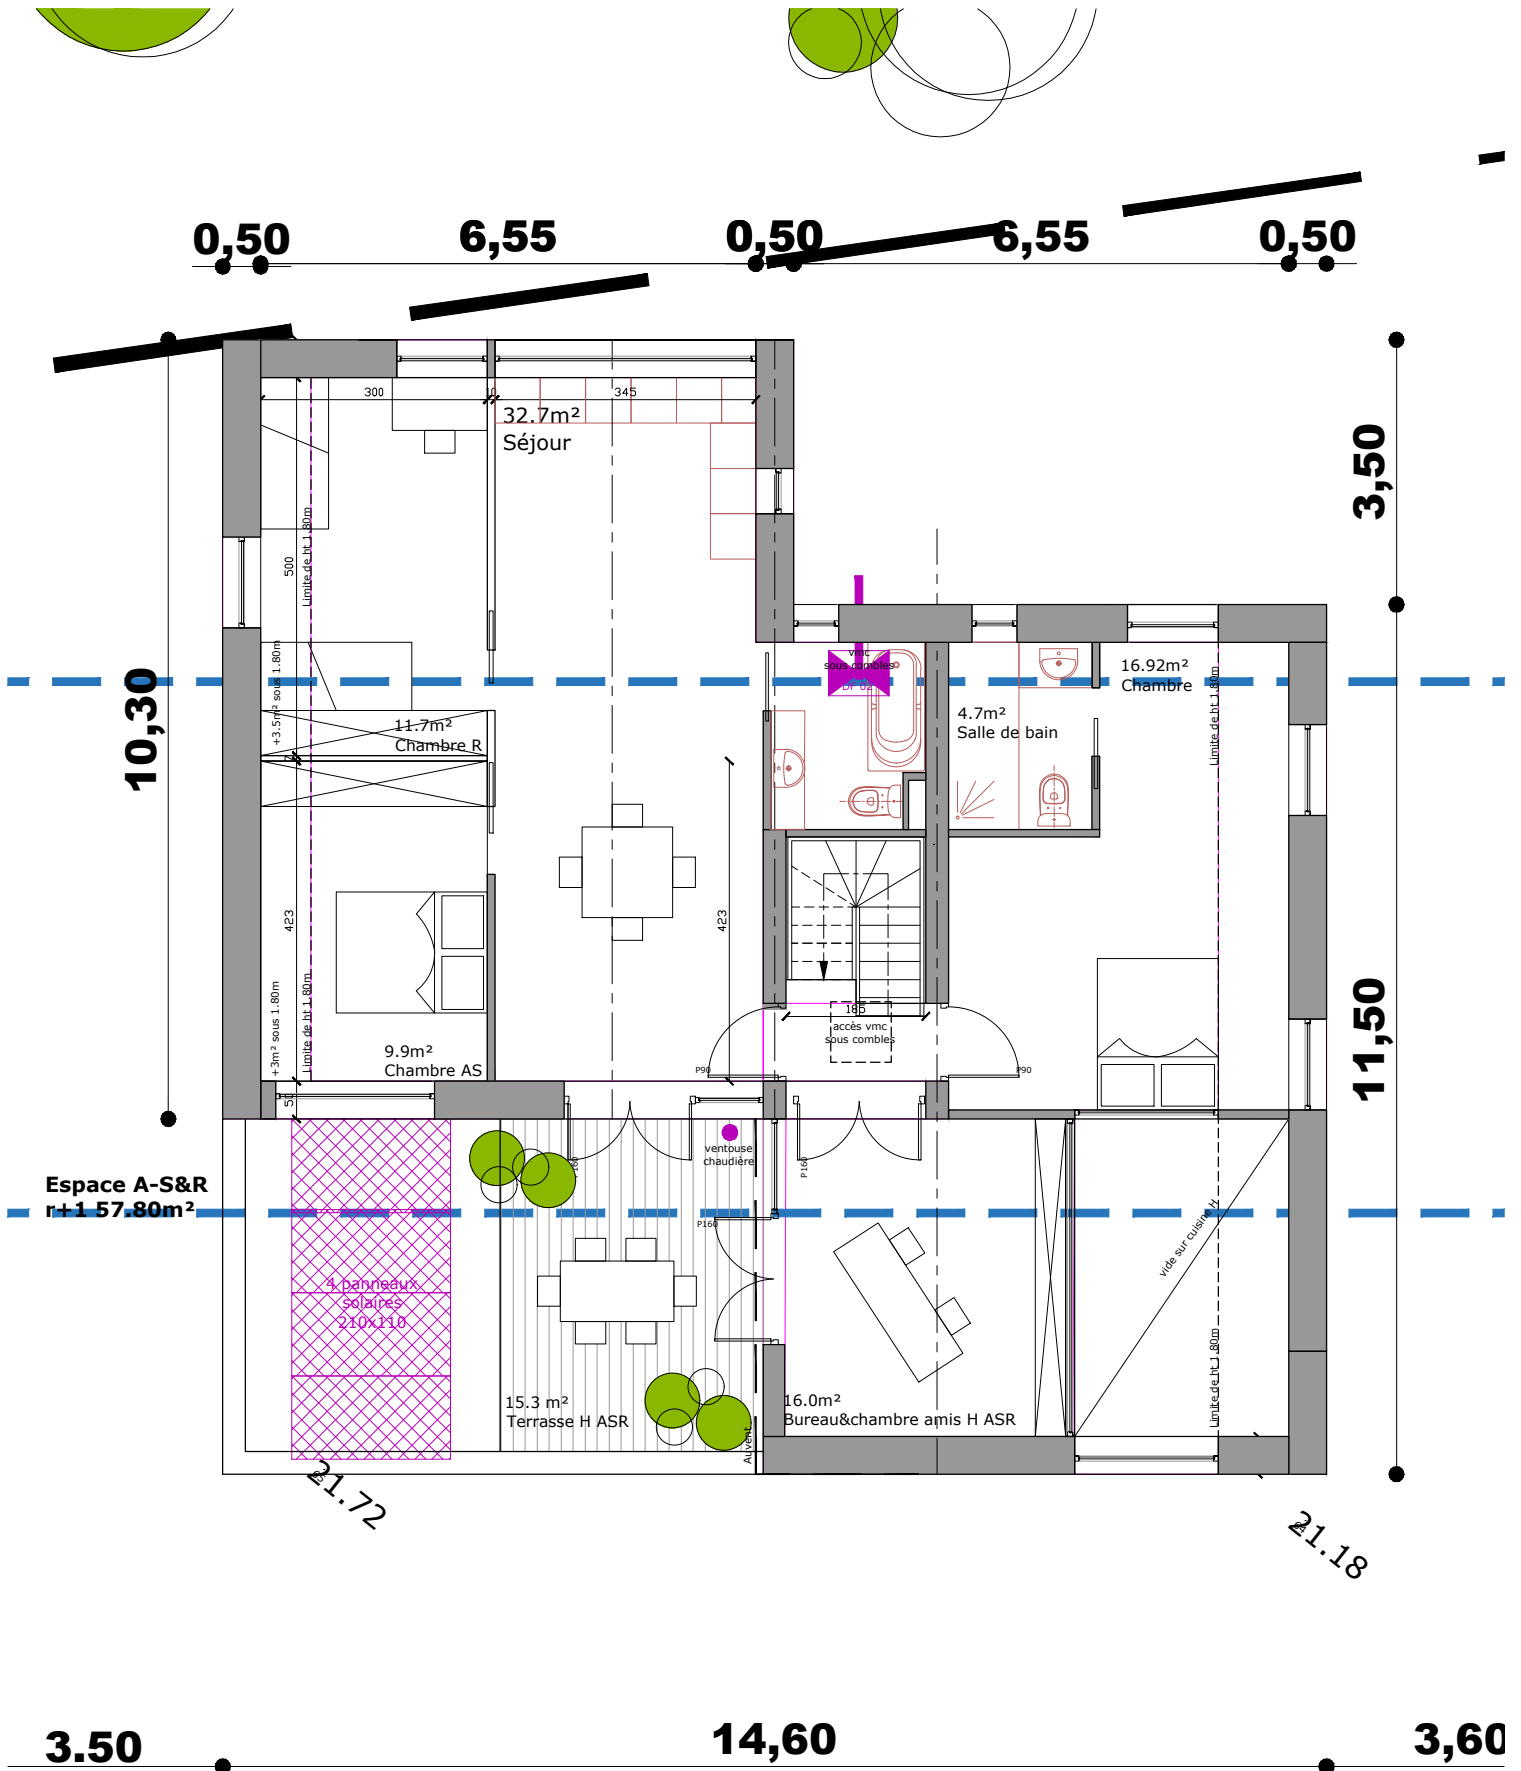 0,50
6,55
0,50
6,55
0,50
300
10
345
32.7m²
Séjour
3,50
500
Limite de ht 1.80m
10,30
+3.5m² sous 1.80m
11.7m²
Chambre R
7
vmc
sous combles
DF 02
16.92m²
Chambre
4.7m²
Salle de bain
Limite de ht 1.80m
423
423
+3m² sous 1.80m
Limite de ht 1.80m
9.9m²
Chambre AS
185
accès vmc
sous combles
P90
P90
11,50
50
ventouse
chaudière
P160
P160
P160
Espace A-S&R
r+1 57.80m²
vide sur cuisine H
4 panneaux
solaires
210x110
15.3 m²
Terrasse H ASR
Auvent
16.0m²
Bureau&chambre amis H ASR
Limite de ht 1.80m
21.72
21.18
3.50
14,60
3,60